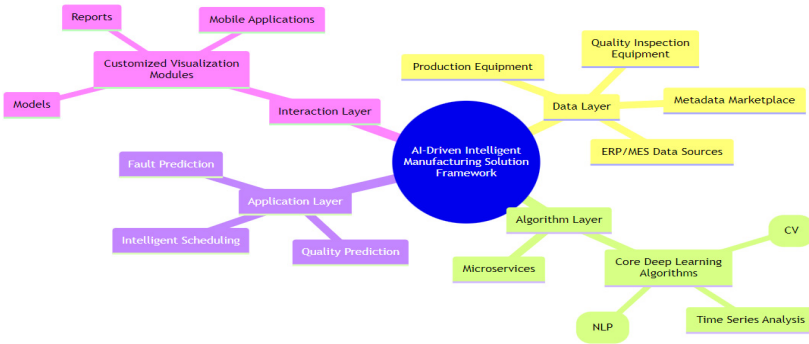 Reports
Mobile Applications
Customized Visualization
Modules
Models
Interaction Layer
Quality Inspection
Equipment
Production Equipment
Data Layer
Metadata Marketplace
ERP/MES Data Sources
AI-Driven Intelligent
Manufacturing Solution
Framework
Fault Prediction
Application Layer
Intelligent Scheduling
Quality Prediction
Algorithm Layer
Microservices
Core Deep Learning
Algorithms
CV
NLP
Time Series Analysis